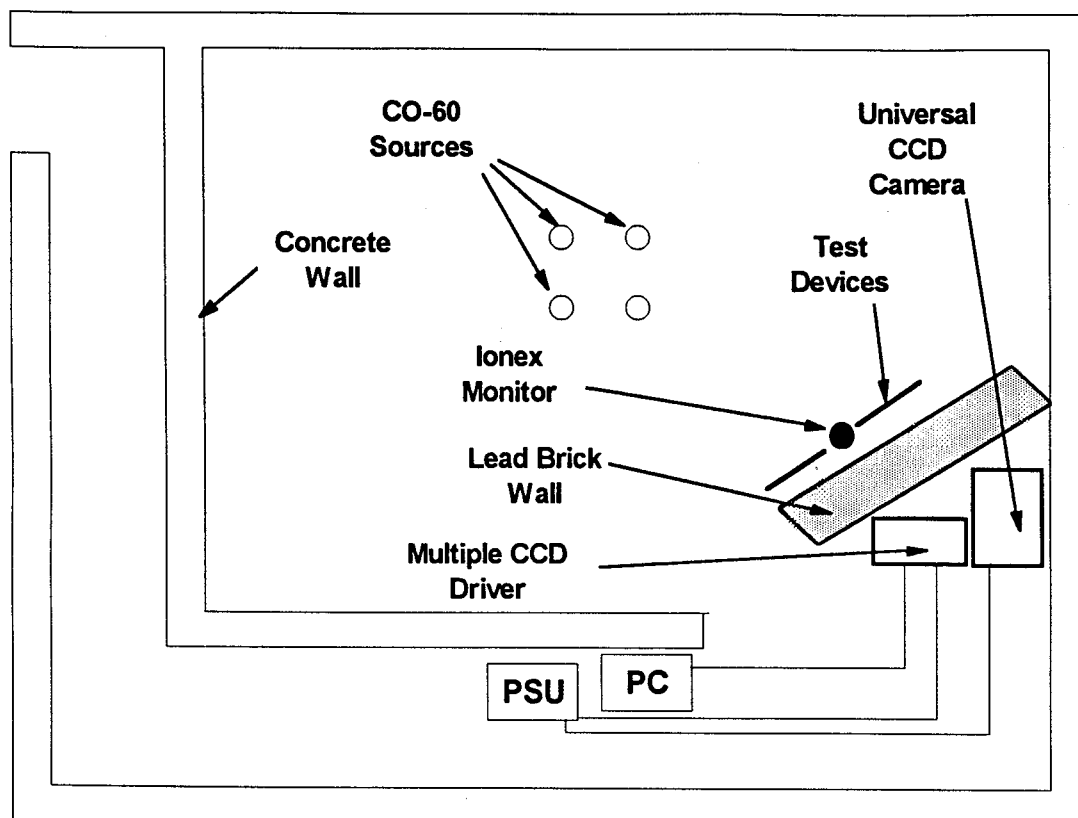 CO-60
Sources
Universal
CCD
Camera
Concrete
Wall
Test
Devices
Ionex
Monitor
Lead Brick
Wall
Multiple CCD
Driver
PSU
PC